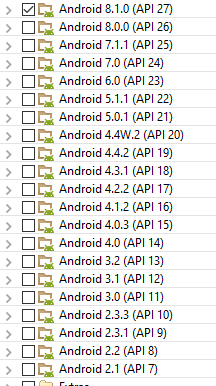 Android 8.1.0 (API 27)
Android 8.0.0 (API 26)
Android 7.1.1 (API 25)
Android 7.0 (API 24)
Android 6.0 (API 23)
Android 5.1.1 (API 22)
Android 5.0.1 (API 21)
Android 4.4W.2 (API 20)
Android 4.4.2 (API 19)
Android 4.3.1 (API 18)
Android 4.2.2 (API 17)
Android 4.1.2 (API 16)
Android 4.0.3 (API 15)
Android 4.0 (API 14)
Android 3.2 (API 13)
Android 3.1 (API 12)
Android 3.0 (API 11)
Android 2.3.3 (API 10)
Android 2.3.1 (API 9)
Android 2.2 (API 8)
Android 2.1 (API 7)
Extras